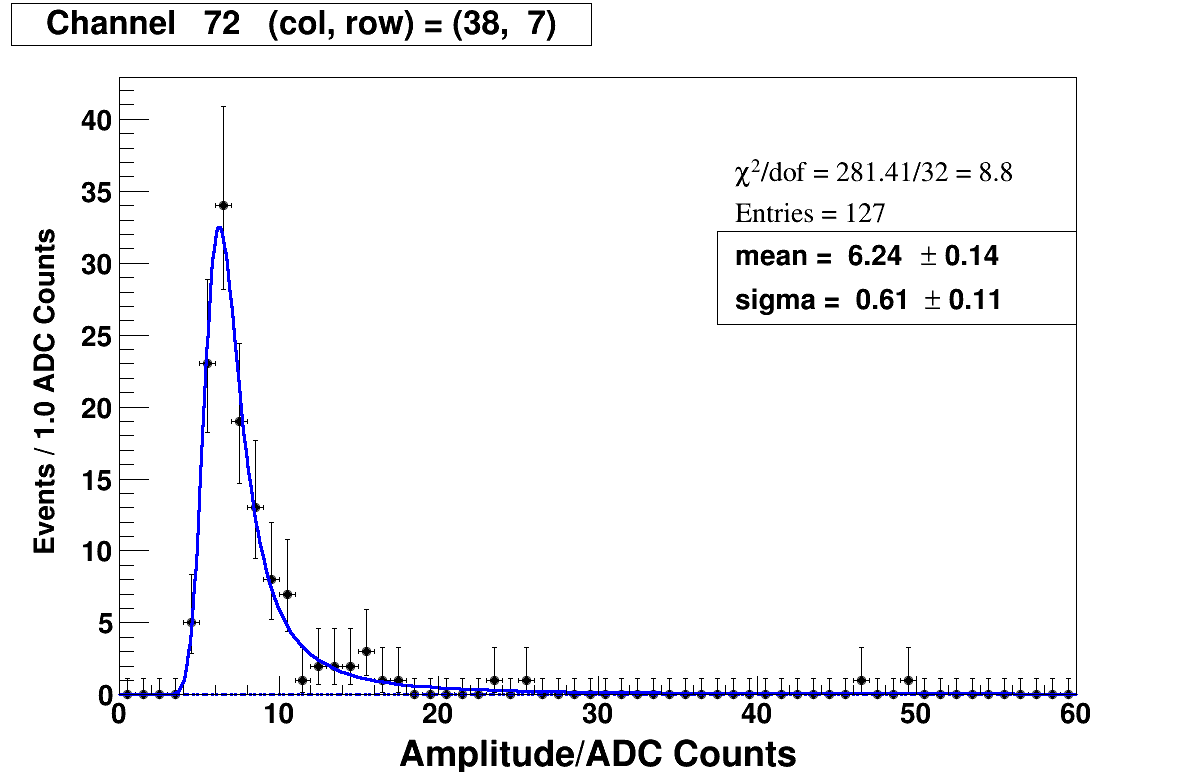 Channel 72 (col, row) = (38, 7)
χ²/dof = 281.41/32 = 8.8
Entries = 127
mean = 6.24 ± 0.14
sigma = 0.61 ± 0.11
Events / 1.0 ADC Counts
40
35
30
25
20
15
10
5
0
0 10 20 30 40 50 60
Amplitude/ADC Counts